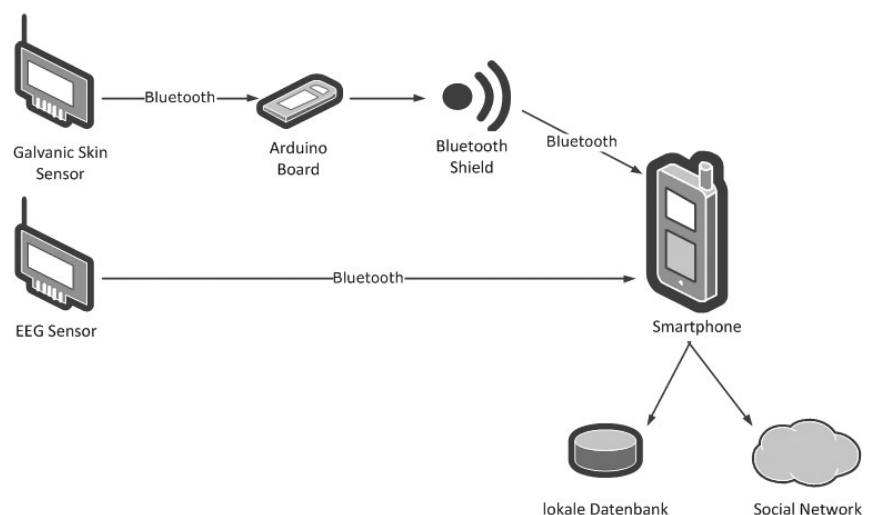 Bluetooth
Galvanic Skin
Sensor
Arduino
Board
Bluetooth
Shield
Bluetooth
Bluetooth
EEG Sensor
Smartphone
lokale Datenbank
Social Network